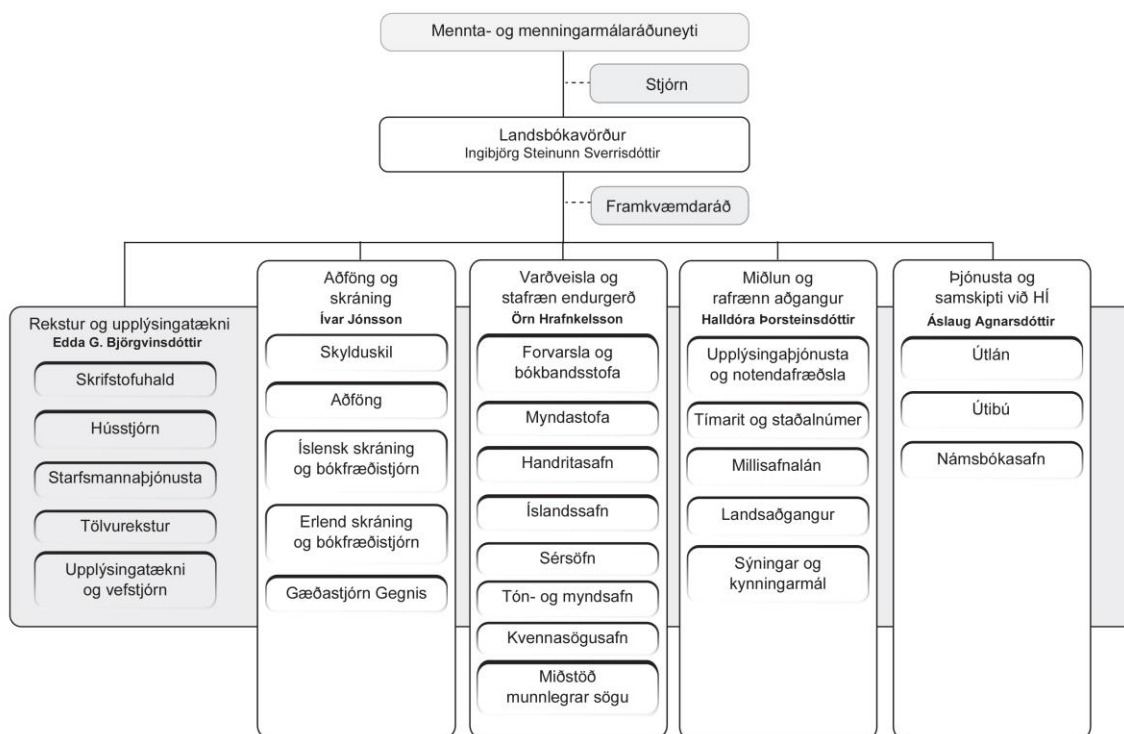 Mennta- og menningarmálaráðuneyti
Stjórn
Landsbókavörður
Ingibjörg Steinunn Sverrisdóttir
Framkvæmdaráð
Rekstur og upplýsingatækni
Edda G. Björgvinsdóttir
Skrifstofuhald
Hússtjórn
Starfsmannaþjónusta
Tölvurekstur
Upplýsingatækni
og vefstjórn
Aðföng og
skráning
Ívar Jónsson
Skylduskil
Aðföng
Íslensk skráning
og bókfræðistjórn
Erlend skráning
og bókfræðistjórn
Gæðastjórn Gegnis
Varðveisla og
stafræn endurgerð
Örn Hrafnkelsson
Forvarsla og
bókbandsstofa
Myndastofa
Handritasafn
Íslandssafn
Sérsöfn
Tón- og myndsafn
Kvennasögusafn
Miðstöð
munnlegrar sögu
Miðlun og
rafrænn aðgangur
Halldóra Þorsteinsdóttir
Upplýsingaþjónusta
og notendafræðsla
Tímarit og staðalnúmer
Millisafnalán
Landsaðgangur
Sýningar og
kynningarmál
Þjónusta og
samskipti við HÍ
Áslaug Agnarsdóttir
Útlán
Útibú
Námsbókasafn